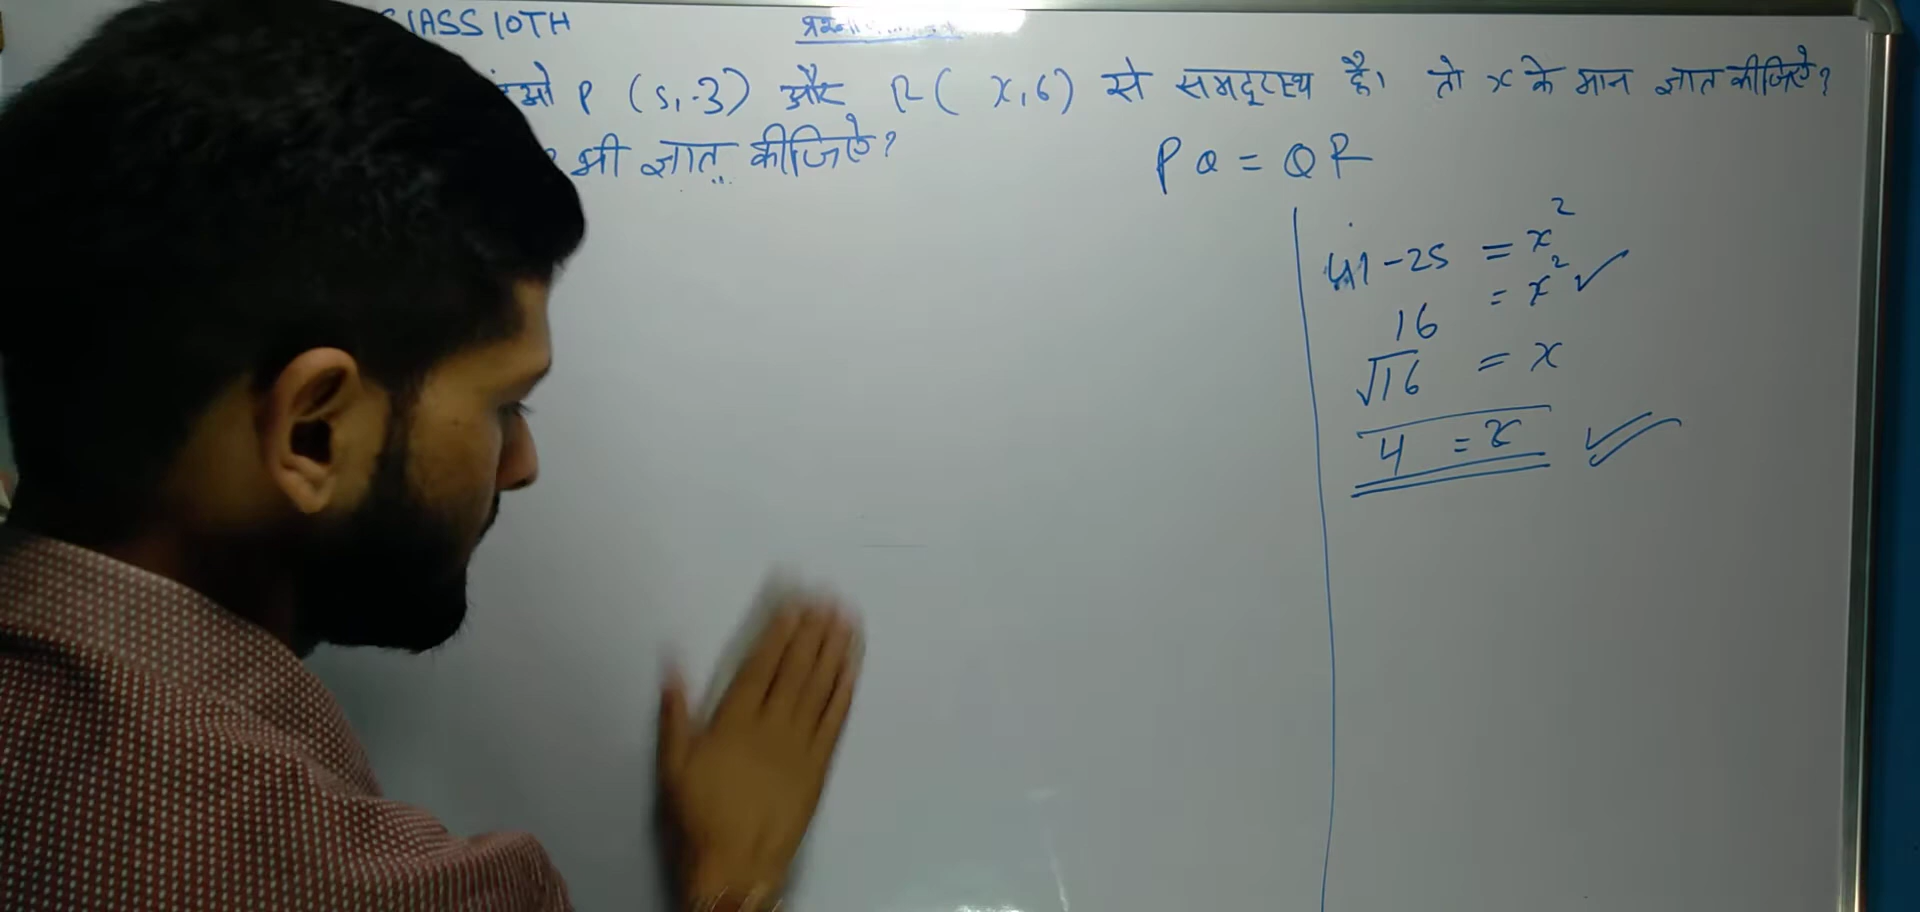 CLASS 10TH
P (5,-3) और R( x,6) से समदूरस्थ है। तो x के मान ज्ञात कीजिऐ?
भी ज्ञात कीजिऐ?
PQ = QR
41-25 = x²
16 = x²
√16 = x
4 = x